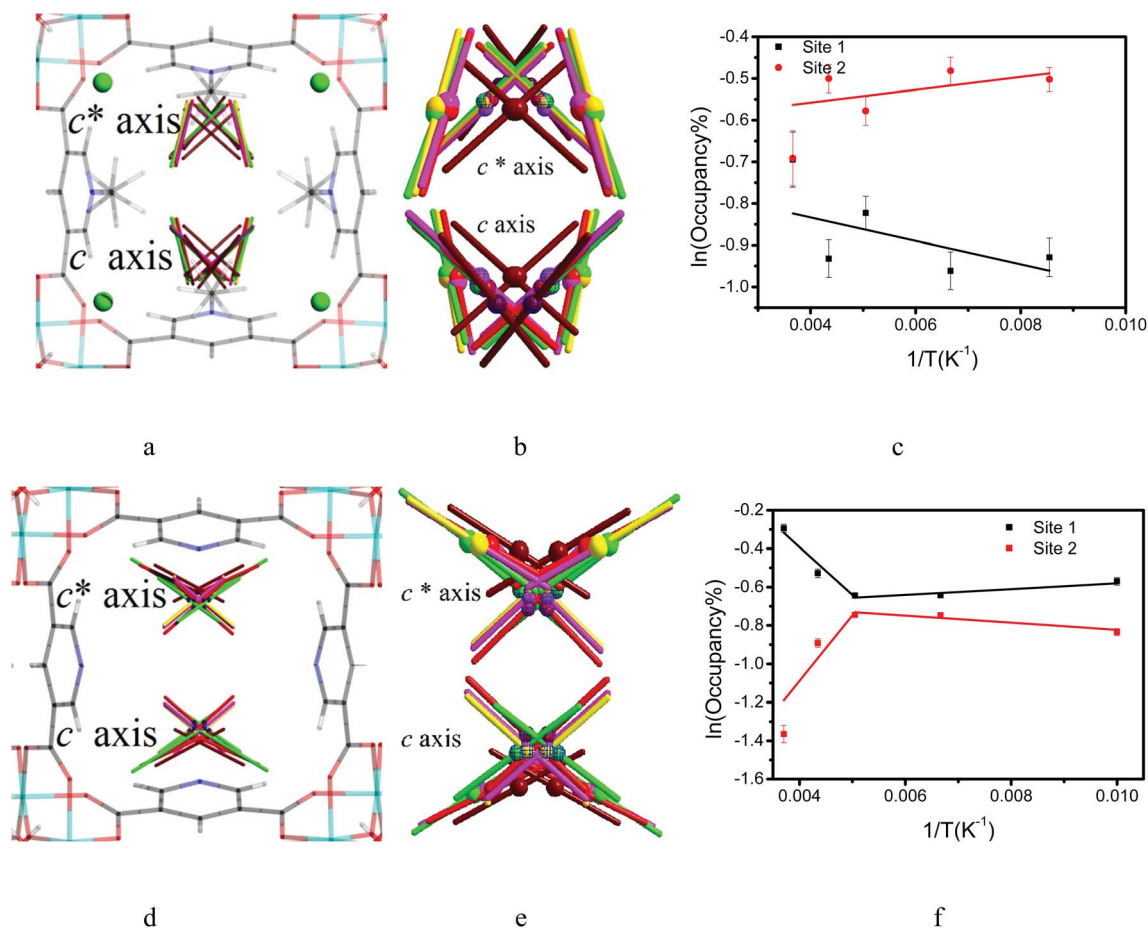 c* axis
c axis
c * axis
c axis
Site 1
Site 2
-0.4
-0.5
-0.6
-0.7
-0.8
-0.9
-1.0
ln(Occupancy%)
0.004
0.006
0.008
0.010
1/T(K⁻¹)
a
b
c
c* axis
c axis
c * axis
c axis
Site 1
Site 2
-0.2
-0.4
-0.6
-0.8
-1.0
-1.2
-1.4
-1.6
ln(Occupancy%)
0.004
0.006
0.008
0.010
1/T(K⁻¹)
d
e
f